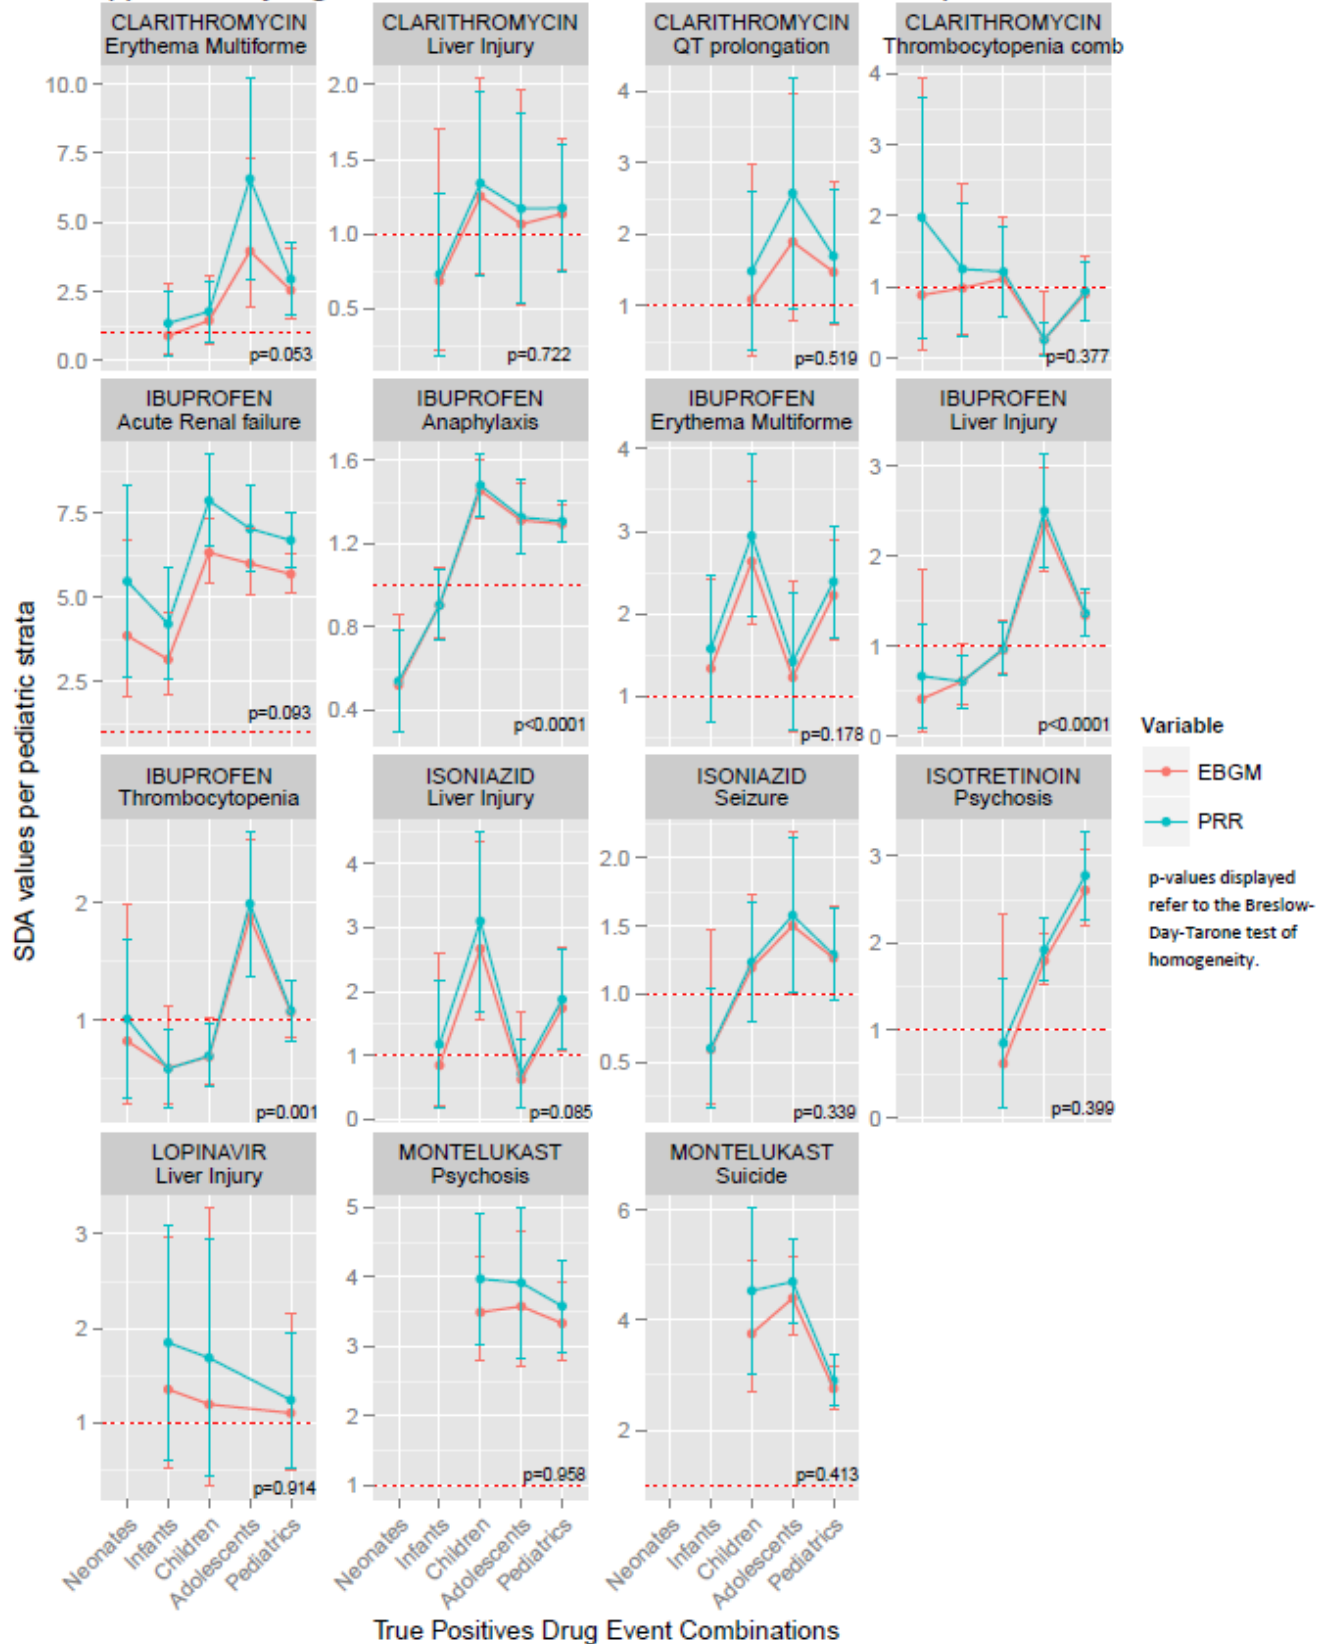 CLARITHROMYCIN
Erythema Multiforme
CLARITHROMYCIN
Liver Injury
CLARITHROMYCIN
QT prolongation
CLARITHROMYCIN
Thrombocytopenia comb
10.0
7.5
5.0
2.5
0.0
p=0.053
2.0
1.5
1.0
0.5
p=0.722
4
3
2
1
p=0.519
4
3
2
1
0
p=0.377
IBUPROFEN
Acute Renal failure
IBUPROFEN
Anaphylaxis
IBUPROFEN
Erythema Multiforme
IBUPROFEN
Liver Injury
7.5
5.0
2.5
p=0.093
1.6
1.2
0.8
0.4
p<0.0001
4
3
2
1
p=0.178
3
2
1
0
p<0.0001
IBUPROFEN
Thrombocytopenia
ISONIAZID
Liver Injury
ISONIAZID
Seizure
ISOTRETINOIN
Psychosis
2
1
p=0.001
4
3
2
1
0
p=0.085
2.0
1.5
1.0
0.5
p=0.339
3
2
1
0
p=0.399
LOPINAVIR
Liver Injury
MONTELUKAST
Psychosis
MONTELUKAST
Suicide
3
2
1
p=0.914
5
4
3
2
1
p=0.958
6
4
2
p=0.413
Neonates
Infants
Children
Adolescents
Pediatrics
Neonates
Infants
Children
Adolescents
Pediatrics
Neonates
Infants
Children
Adolescents
Pediatrics
True Positives Drug Event Combinations
SDA values per pediatric strata
Variable
EBGM
PRR
p-values displayed
refer to the Breslow-
Day-Tarone test of
homogeneity.